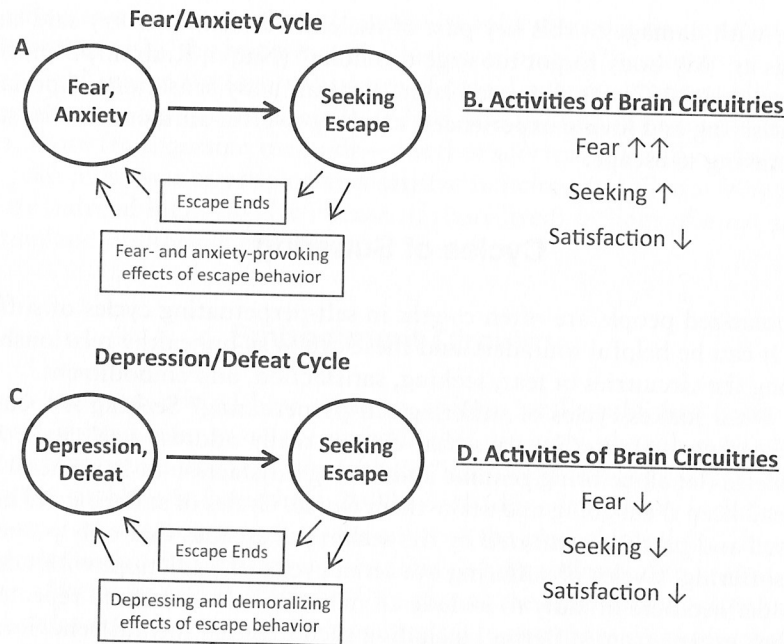 Fear/Anxiety Cycle
A
Fear,
Anxiety
Seeking
Escape
Escape Ends
Fear- and anxiety-provoking
effects of escape behavior
B. Activities of Brain Circuitries
Fear ↑↑
Seeking ↑
Satisfaction ↓
Depression/Defeat Cycle
C
Depression,
Defeat
Seeking
Escape
Escape Ends
Depressing and demoralizing
effects of escape behavior
D. Activities of Brain Circuitries
Fear ↓
Seeking ↓
Satisfaction ↓